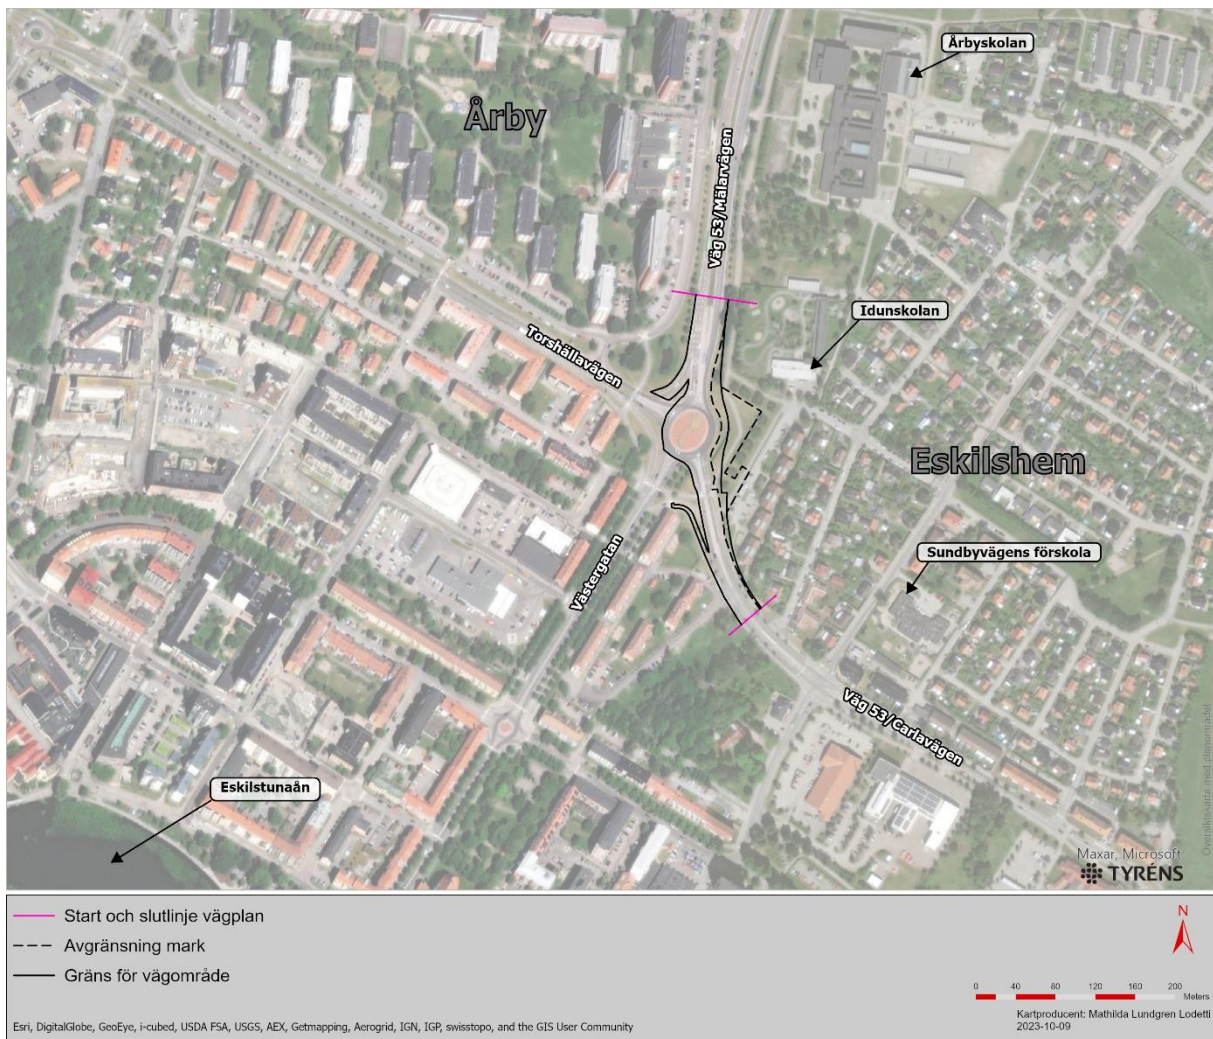 Årbyskolan
Årby
Väg 53/Mälarvägen
Idunskolan
Torshällavägen
Eskilshem
Sundbyvägens förskola
Västergatan
Väg 53/Carlavägen
Eskilstunaån
Översiktskarta med planområdet
Maxar, Microsoft
TYRÉNS
Start och slutlinje vägplan
Avgränsning mark
Gräns för vägområde
N
0 40 80 120 160 200
Meters
Kartproducent: Mathilda Lundgren Lodetti
2023-10-09
Esri, DigitalGlobe, GeoEye, i-cubed, USDA FSA, USGS, AEX, Getmapping, Aerogrid, IGN, IGP, swisstopo, and the GIS User Community